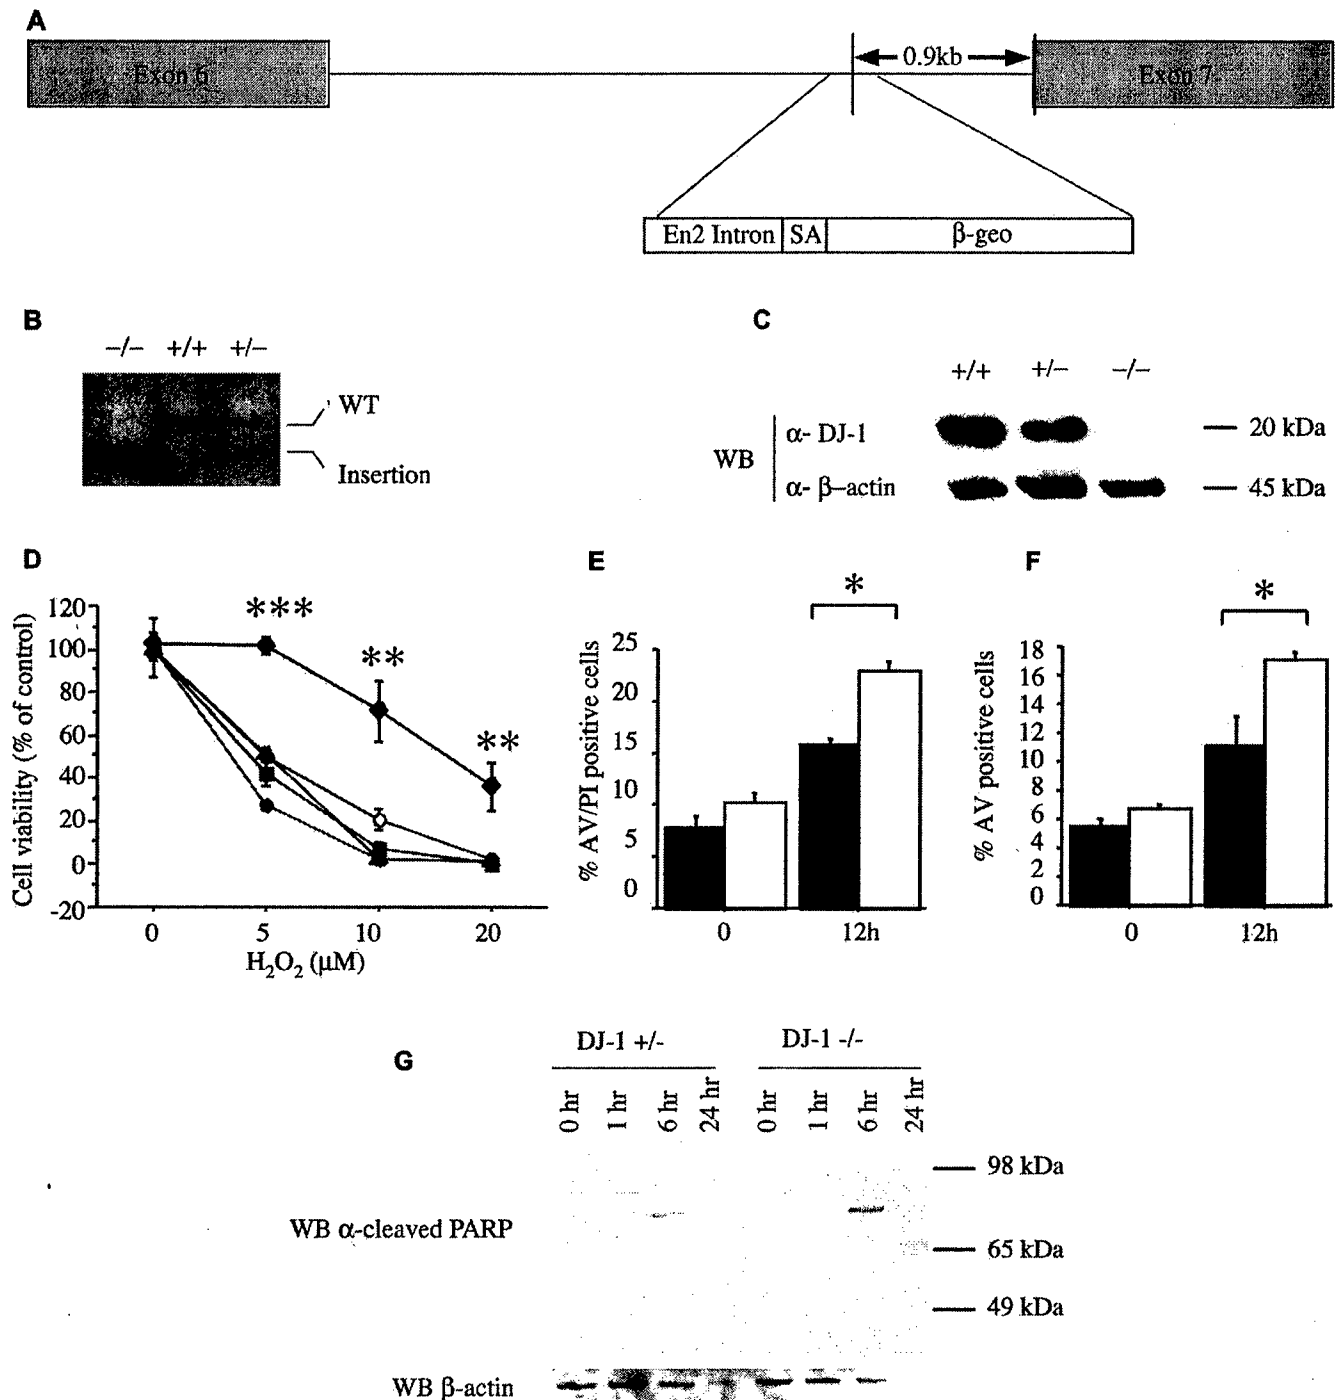 A
Exon 6
0.9kb
Exon 7
En2 Intron SA β-geo
B
−/− +/+ +/−
WT
Insertion
C
+/+ +/− −/−
WB
α- DJ-1
20 kDa
α- β–actin
45 kDa
D
Cell viability (% of control)
120
100
80
60
40
20
0
-20
***
**
**
0 5 10 20
H₂O₂ (μM)
E
% AV/PI positive cells
25
20
15
10
5
0
*
0 12h
F
% AV positive cells
18
16
14
12
10
8
6
4
2
0
*
0 12h
G
DJ-1 +/- DJ-1 -/-
0 hr 1 hr 6 hr 24 hr 0 hr 1 hr 6 hr 24 hr
98 kDa
WB α-cleaved PARP
65 kDa
49 kDa
WB β-actin